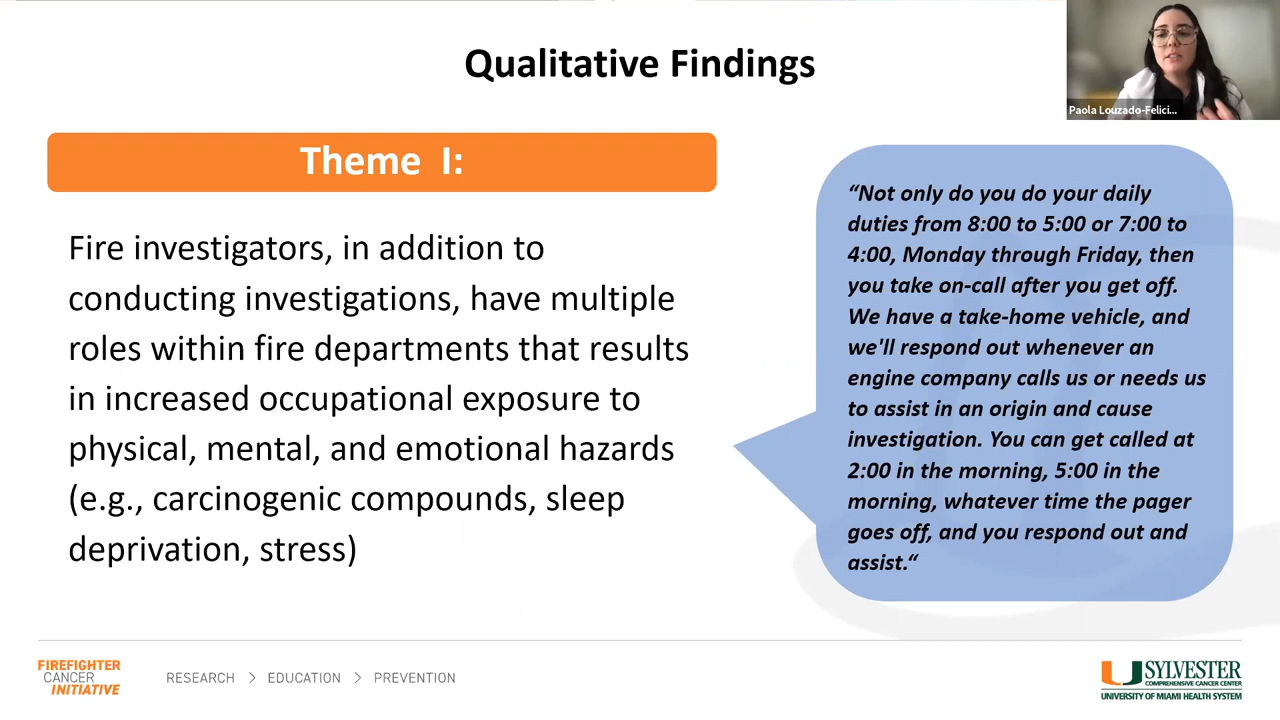 Qualitative Findings
Paola Louzado-Felici...
Theme I:
Fire investigators, in addition to
conducting investigations, have multiple
roles within fire departments that results
in increased occupational exposure to
physical, mental, and emotional hazards
(e.g., carcinogenic compounds, sleep
deprivation, stress)
“Not only do you do your daily
duties from 8:00 to 5:00 or 7:00 to
4:00, Monday through Friday, then
you take on-call after you get off.
We have a take-home vehicle, and
we'll respond out whenever an
engine company calls us or needs us
to assist in an origin and cause
investigation. You can get called at
2:00 in the morning, 5:00 in the
morning, whatever time the pager
goes off, and you respond out and
assist.“
FIREFIGHTER
CANCER
INITIATIVE
RESEARCH > EDUCATION > PREVENTION
SYLVESTER
COMPREHENSIVE CANCER CENTER
UNIVERSITY OF MIAMI HEALTH SYSTEM